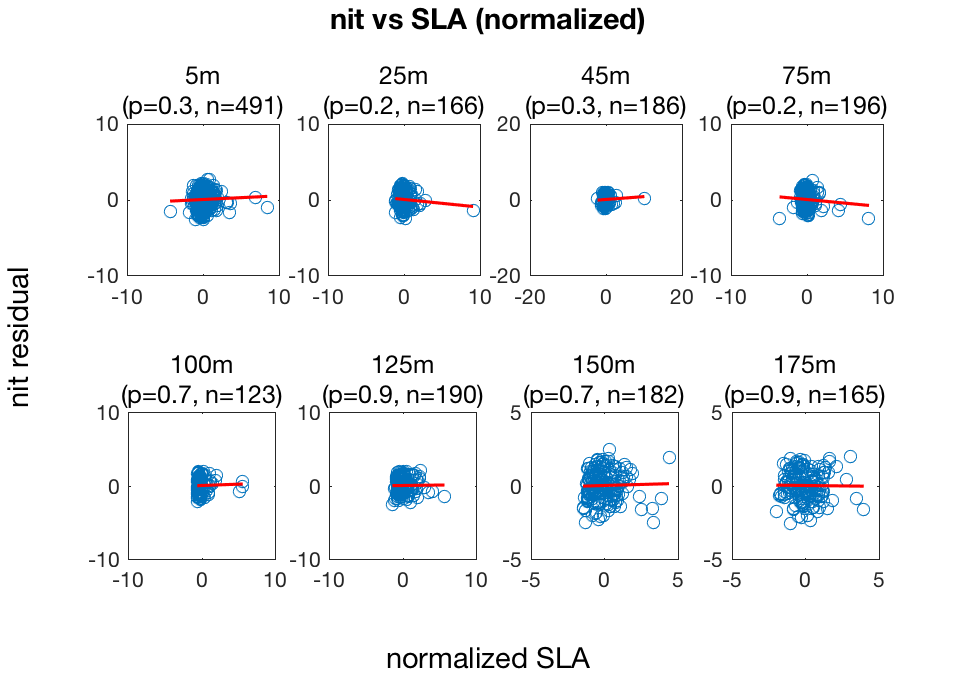 nit vs SLA (normalized)
5m
(p=0.3, n=491)
25m
(p=0.2, n=166)
45m
(p=0.3, n=186)
75m
(p=0.2, n=196)
10
0
-10
-10 0 10
10
0
-10
-10 0 10
20
0
-20
-20 0 20
10
0
-10
-10 0 10
nit residual
100m
(p=0.7, n=123)
125m
(p=0.9, n=190)
150m
(p=0.7, n=182)
175m
(p=0.9, n=165)
10
0
-10
-10 0 10
10
0
-10
-10 0 10
5
0
-5
-5 0 5
5
0
-5
-5 0 5
normalized SLA